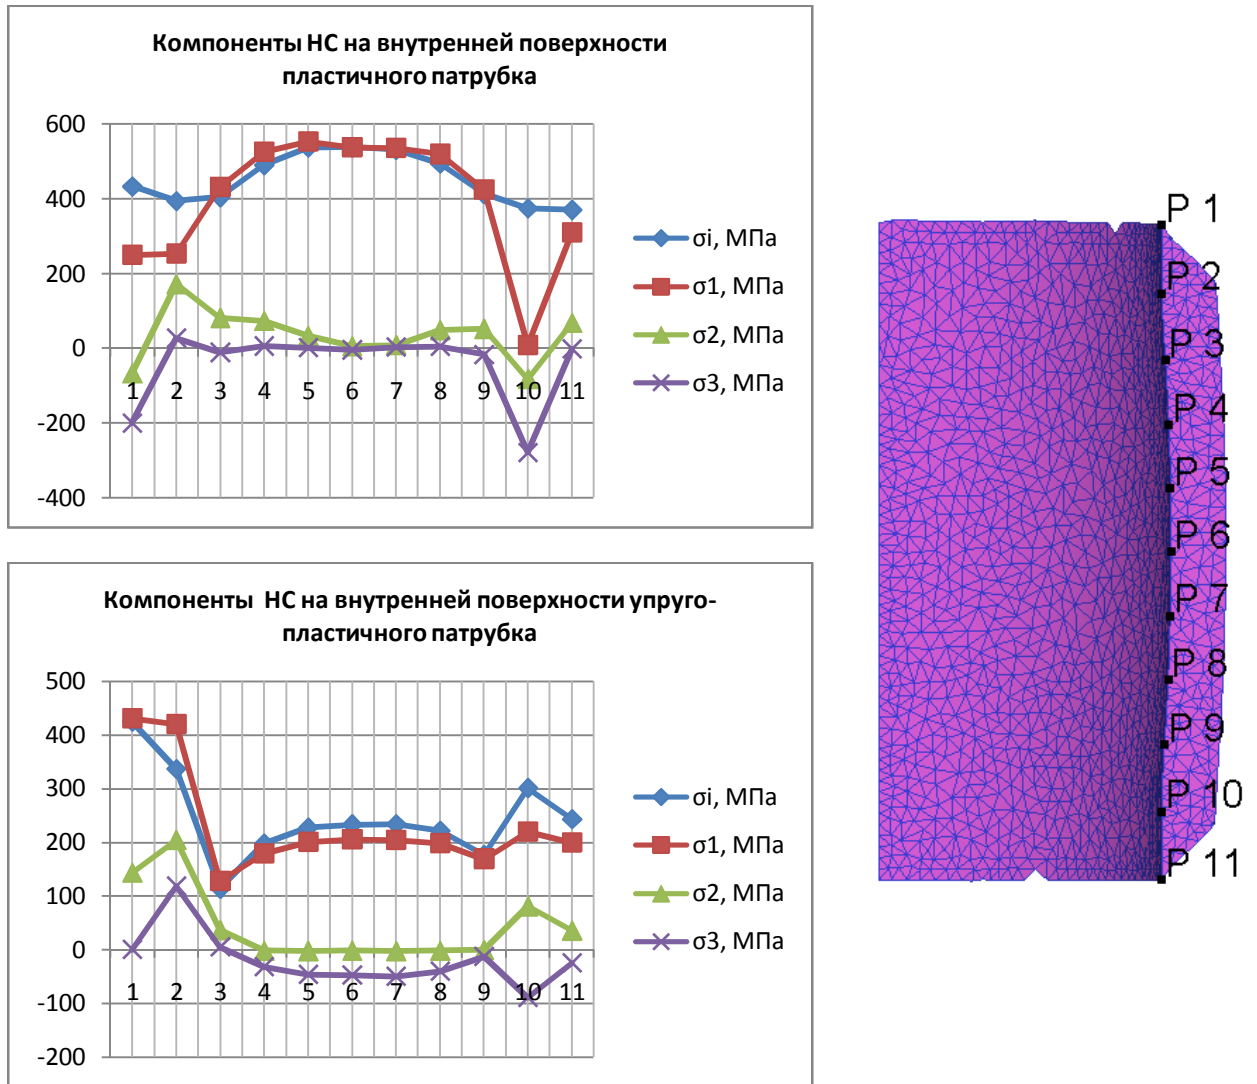 Компоненты НС на внутренней поверхности
пластичного патрубка
600
400
200
0
-200
-400
1 2 3 4 5 6 7 8 9 10 11
σi, МПа
σ1, МПа
σ2, МПа
σ3, МПа
Компоненты НС на внутренней поверхности упруго-
пластичного патрубка
500
400
300
200
100
0
-100
-200
1 2 3 4 5 6 7 8 9 10 11
σi, МПа
σ1, МПа
σ2, МПа
σ3, МПа
P 1
P 2
P 3
P 4
P 5
P 6
P 7
P 8
P 9
P 10
P 11